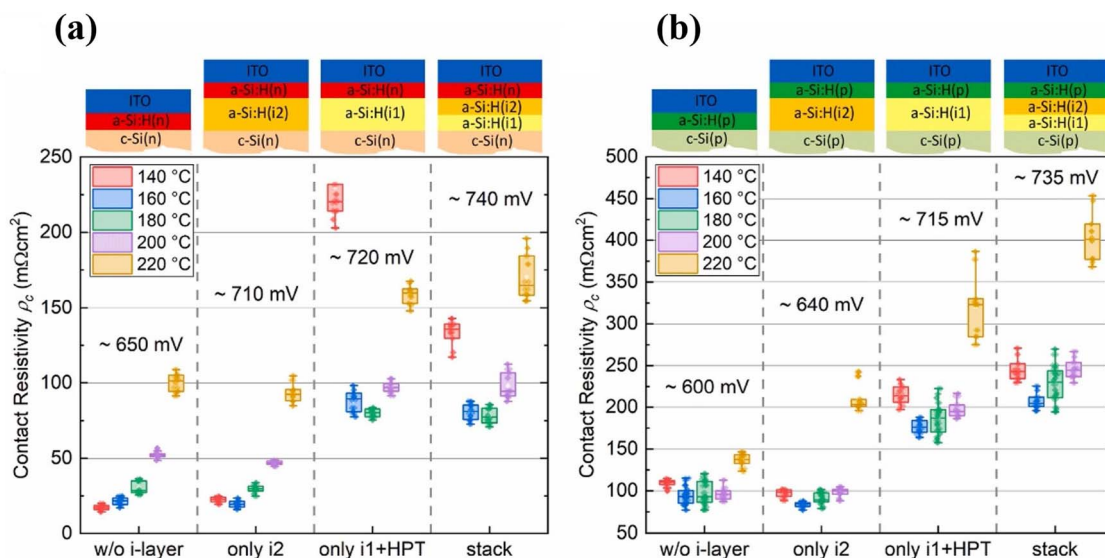 (a)
ITO
a-Si:H(n)
c-Si(n)
ITO
a-Si:H(n)
a-Si:H(i2)
c-Si(n)
ITO
a-Si:H(n)
a-Si:H(i1)
c-Si(n)
ITO
a-Si:H(n)
a-Si:H(i2)
a-Si:H(i1)
c-Si(n)
Contact Resistivity ρc (mΩcm²)
250
200
150
100
50
0
140 °C
160 °C
180 °C
200 °C
220 °C
~ 650 mV
~ 710 mV
~ 720 mV
~ 740 mV
w/o i-layer
only i2
only i1+HPT
stack
(b)
ITO
a-Si:H(p)
c-Si(p)
ITO
a-Si:H(p)
a-Si:H(i2)
c-Si(p)
ITO
a-Si:H(p)
a-Si:H(i1)
c-Si(p)
ITO
a-Si:H(p)
a-Si:H(i2)
a-Si:H(i1)
c-Si(p)
Contact Resistivity ρc (mΩcm²)
500
450
400
350
300
250
200
150
100
50
140 °C
160 °C
180 °C
200 °C
220 °C
~ 600 mV
~ 640 mV
~ 715 mV
~ 735 mV
w/o i-layer
only i2
only i1+HPT
stack